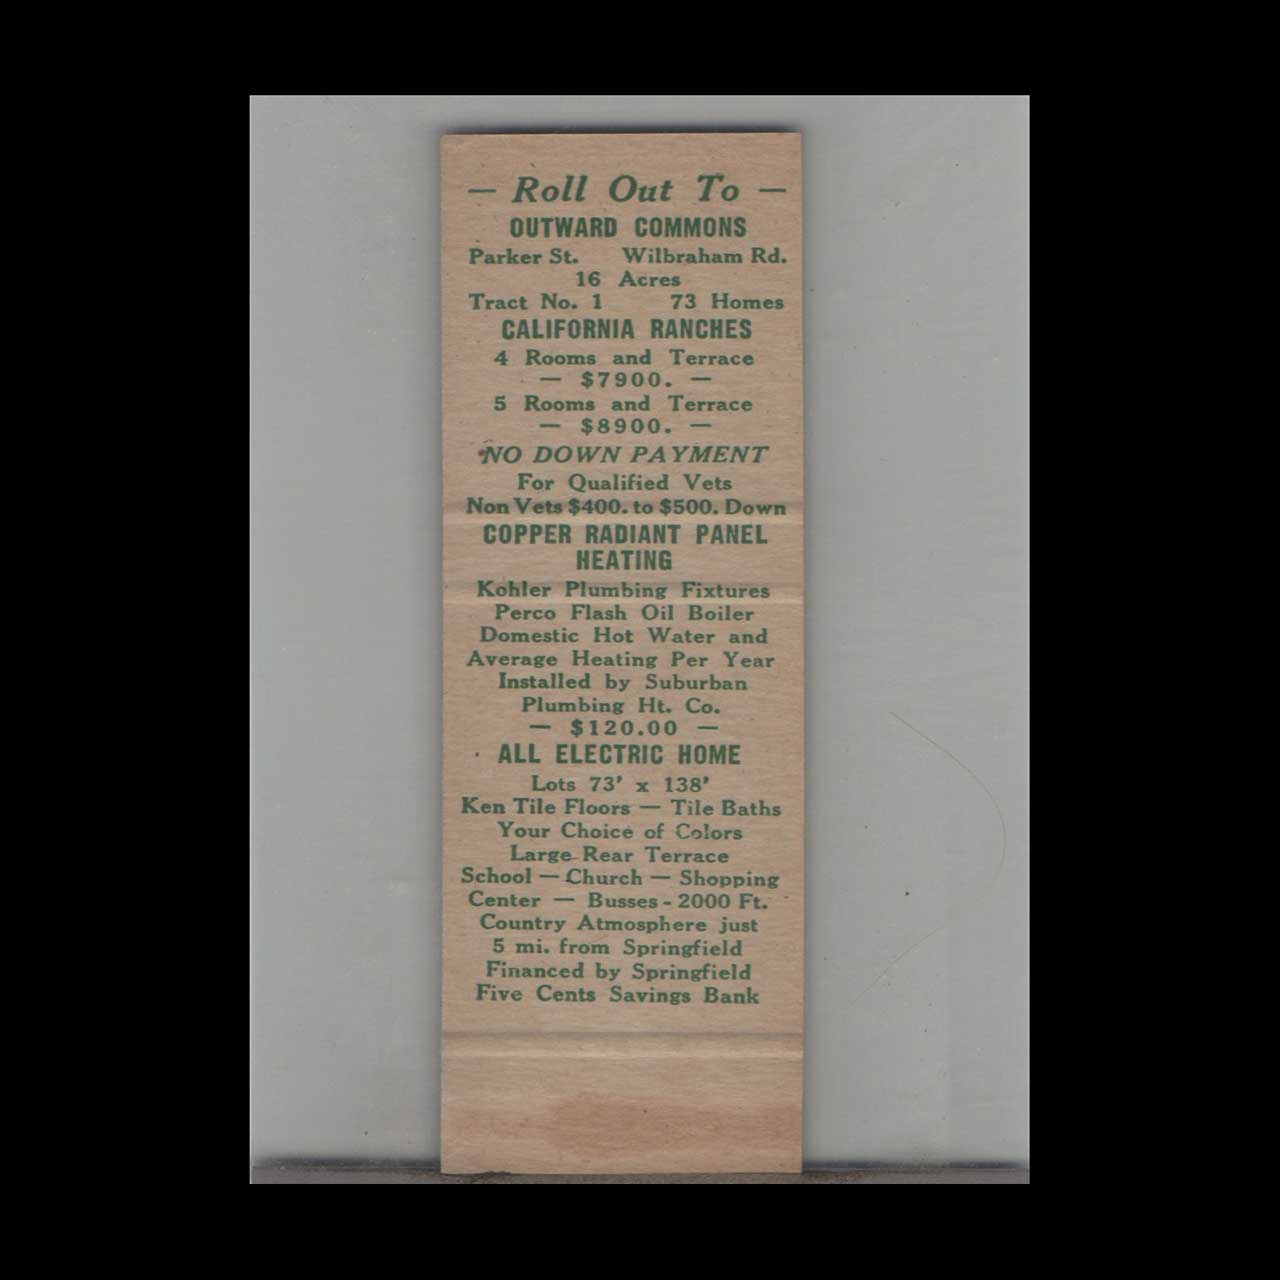 — Roll Out To —
OUTWARD COMMONS
Parker St. Wilbraham Rd.
16 Acres
Tract No. 1 73 Homes
CALIFORNIA RANCHES
4 Rooms and Terrace
— $7900. —
5 Rooms and Terrace
— $8900. —
NO DOWN PAYMENT
For Qualified Vets
Non Vets $400. to $500. Down
COPPER RADIANT PANEL
HEATING
Kohler Plumbing Fixtures
Perco Flash Oil Boiler
Domestic Hot Water and
Average Heating Per Year
Installed by Suburban
Plumbing Ht. Co.
— $120.00 —
ALL ELECTRIC HOME
Lots 73' x 138'
Ken Tile Floors — Tile Baths
Your Choice of Colors
Large Rear Terrace
School — Church — Shopping
Center — Busses - 2000 Ft.
Country Atmosphere just
5 mi. from Springfield
Financed by Springfield
Five Cents Savings Bank